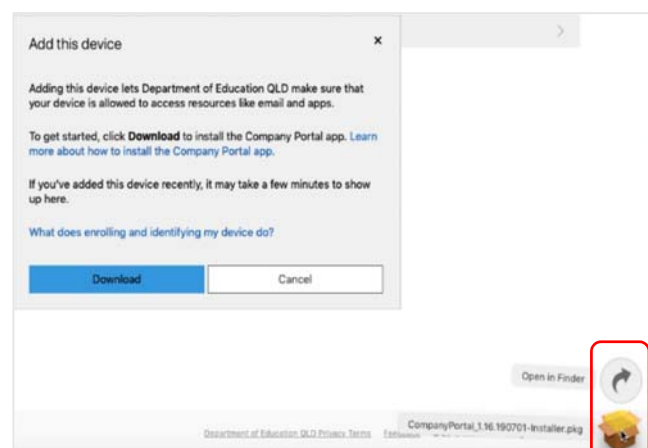 Add this device
Adding this device lets Department of Education QLD make sure that
your device is allowed to access resources like email and apps.
To get started, click Download to install the Company Portal app. Learn
more about how to install the Company Portal app.
If you've added this device recently, it may take a few minutes to show
up here.
What does enrolling and identifying my device do?
Download Cancel
Open in Finder
CompanyPortal_1.16.190701-Installer.pkg
Department of Education QLD Privacy Terms